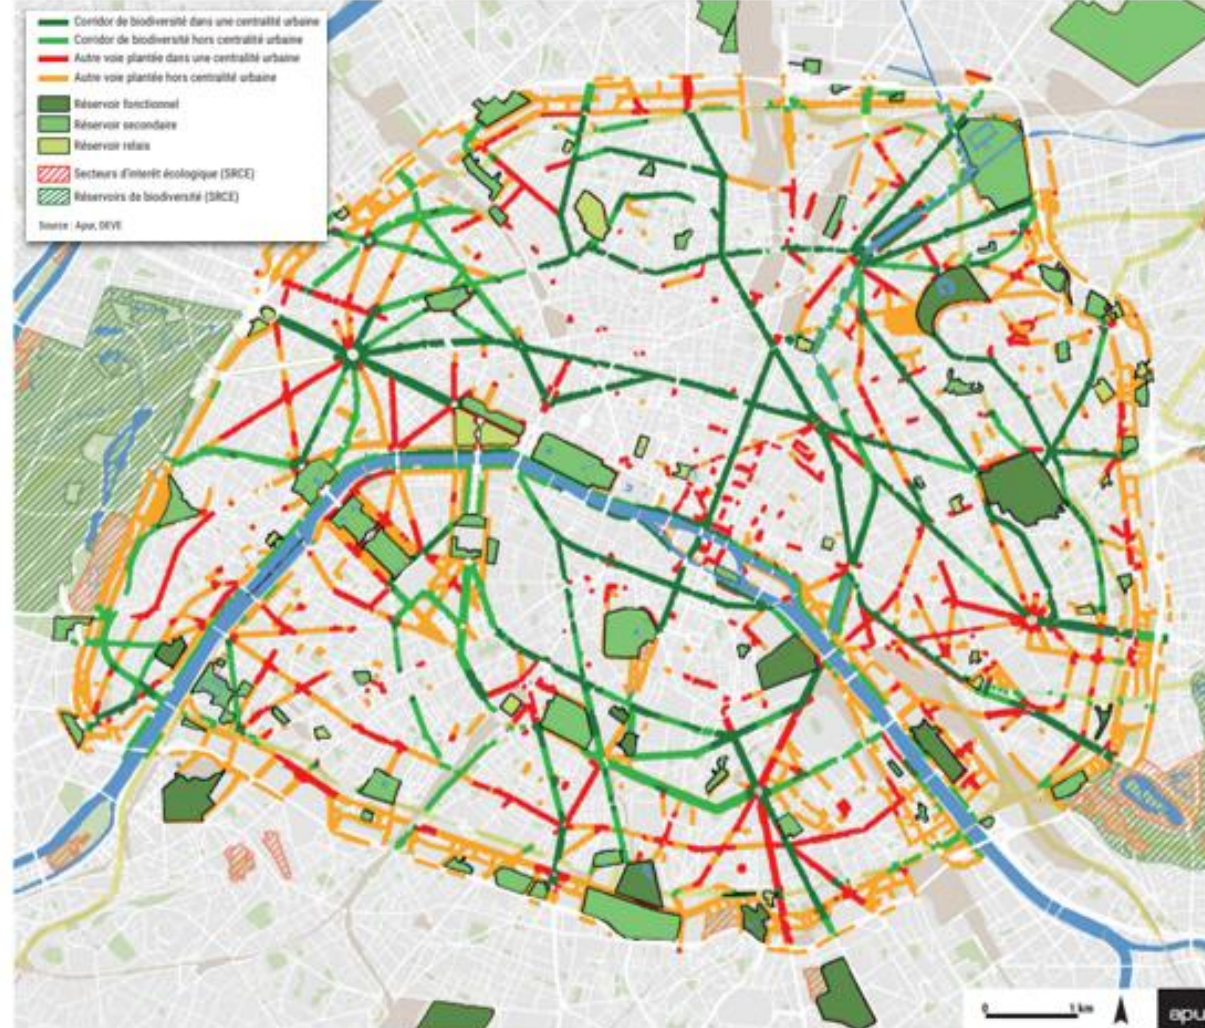 Corridor de biodiversité dans une centralité urbaine
Corridor de biodiversité hors centralité urbaine
Autre voie plantée dans une centralité urbaine
Autre voie plantée hors centralité urbaine
Réservoir fonctionnel
Réservoir secondaire
Réservoir relais
Secteurs d'interêt écologique (SRCE)
Réservoirs de biodiversité (SRCE)
Source : Apur, DEVE
0 1 km
apur